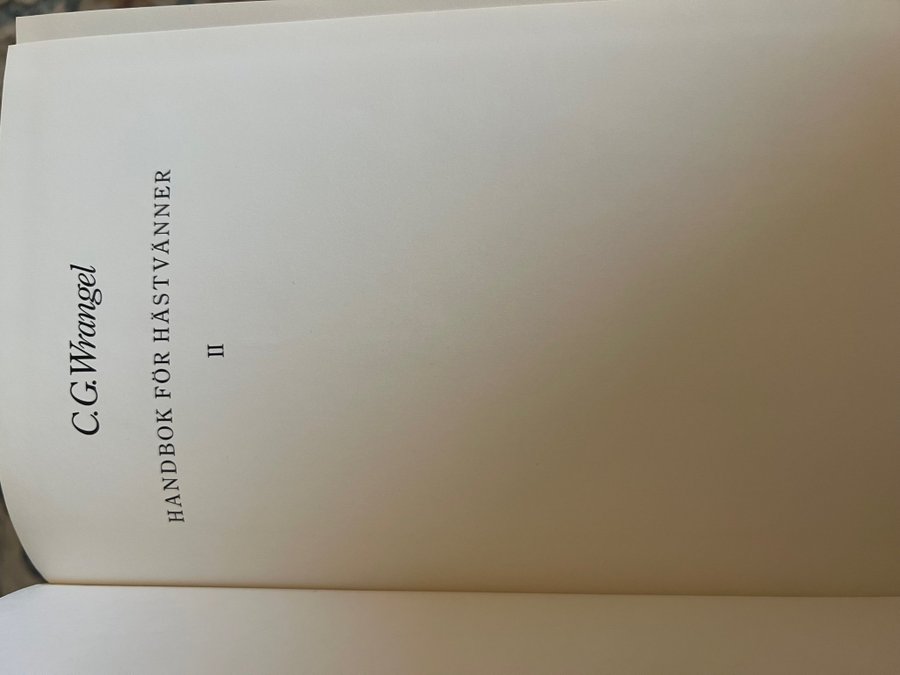 C.G.Wrangel
HANDBOK FÖR HÄSTVÄNNER
II